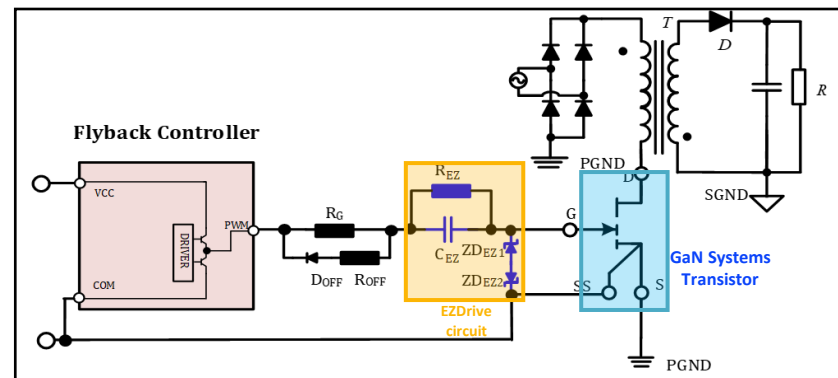 T
D
R
Flyback Controller
PGND
D
SGND
R_EZ
VCC
PWM
R_G
G
DRIVER
C_EZ
ZD_EZ1
GaN Systems
Transistor
D_OFF
R_OFF
ZD_EZ2
COM
SS
S
EZDrive
circuit
PGND